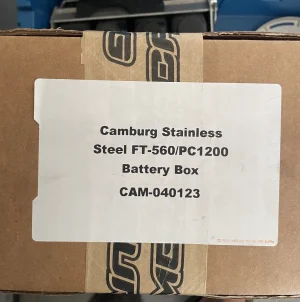 Camburg Stainless
Steel FT-560/PC1200
Battery Box
CAM-040123